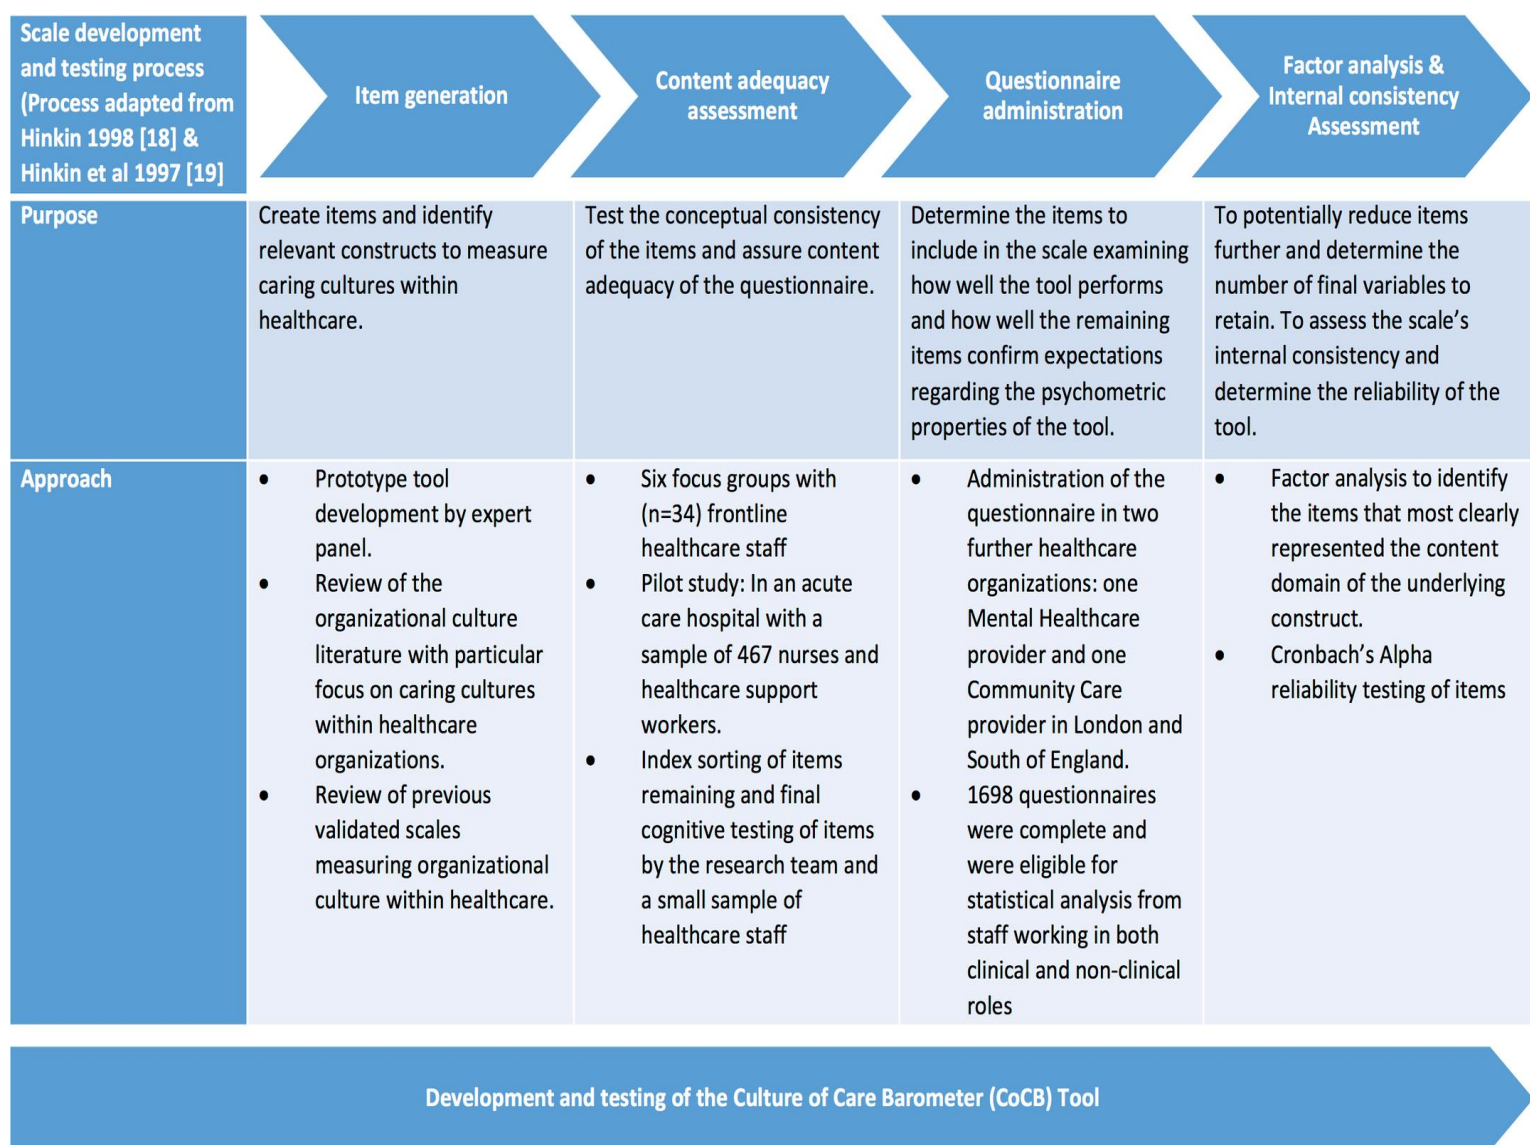 Scale development
and testing process
(Process adapted from
Hinkin 1998 [18] &
Hinkin et al 1997 [19]
Item generation
Content adequacy
assessment
Questionnaire
administration
Factor analysis &
Internal consistency
Assessment
Purpose
Create items and identify
relevant constructs to measure
caring cultures within
healthcare.
Test the conceptual consistency
of the items and assure content
adequacy of the questionnaire.
Determine the items to
include in the scale examining
how well the tool performs
and how well the remaining
items confirm expectations
regarding the psychometric
properties of the tool.
To potentially reduce items
further and determine the
number of final variables to
retain. To assess the scale’s
internal consistency and
determine the reliability of the
tool.
Approach
• Prototype tool
development by expert
panel.
• Review of the
organizational culture
literature with particular
focus on caring cultures
within healthcare
organizations.
• Review of previous
validated scales
measuring organizational
culture within healthcare.
• Six focus groups with
(n=34) frontline
healthcare staff
• Pilot study: In an acute
care hospital with a
sample of 467 nurses and
healthcare support
workers.
• Index sorting of items
remaining and final
cognitive testing of items
by the research team and
a small sample of
healthcare staff
• Administration of the
questionnaire in two
further healthcare
organizations: one
Mental Healthcare
provider and one
Community Care
provider in London and
South of England.
• 1698 questionnaires
were complete and
were eligible for
statistical analysis from
staff working in both
clinical and non-clinical
roles
• Factor analysis to identify
the items that most clearly
represented the content
domain of the underlying
construct.
• Cronbach’s Alpha
reliability testing of items
Development and testing of the Culture of Care Barometer (CoCB) Tool